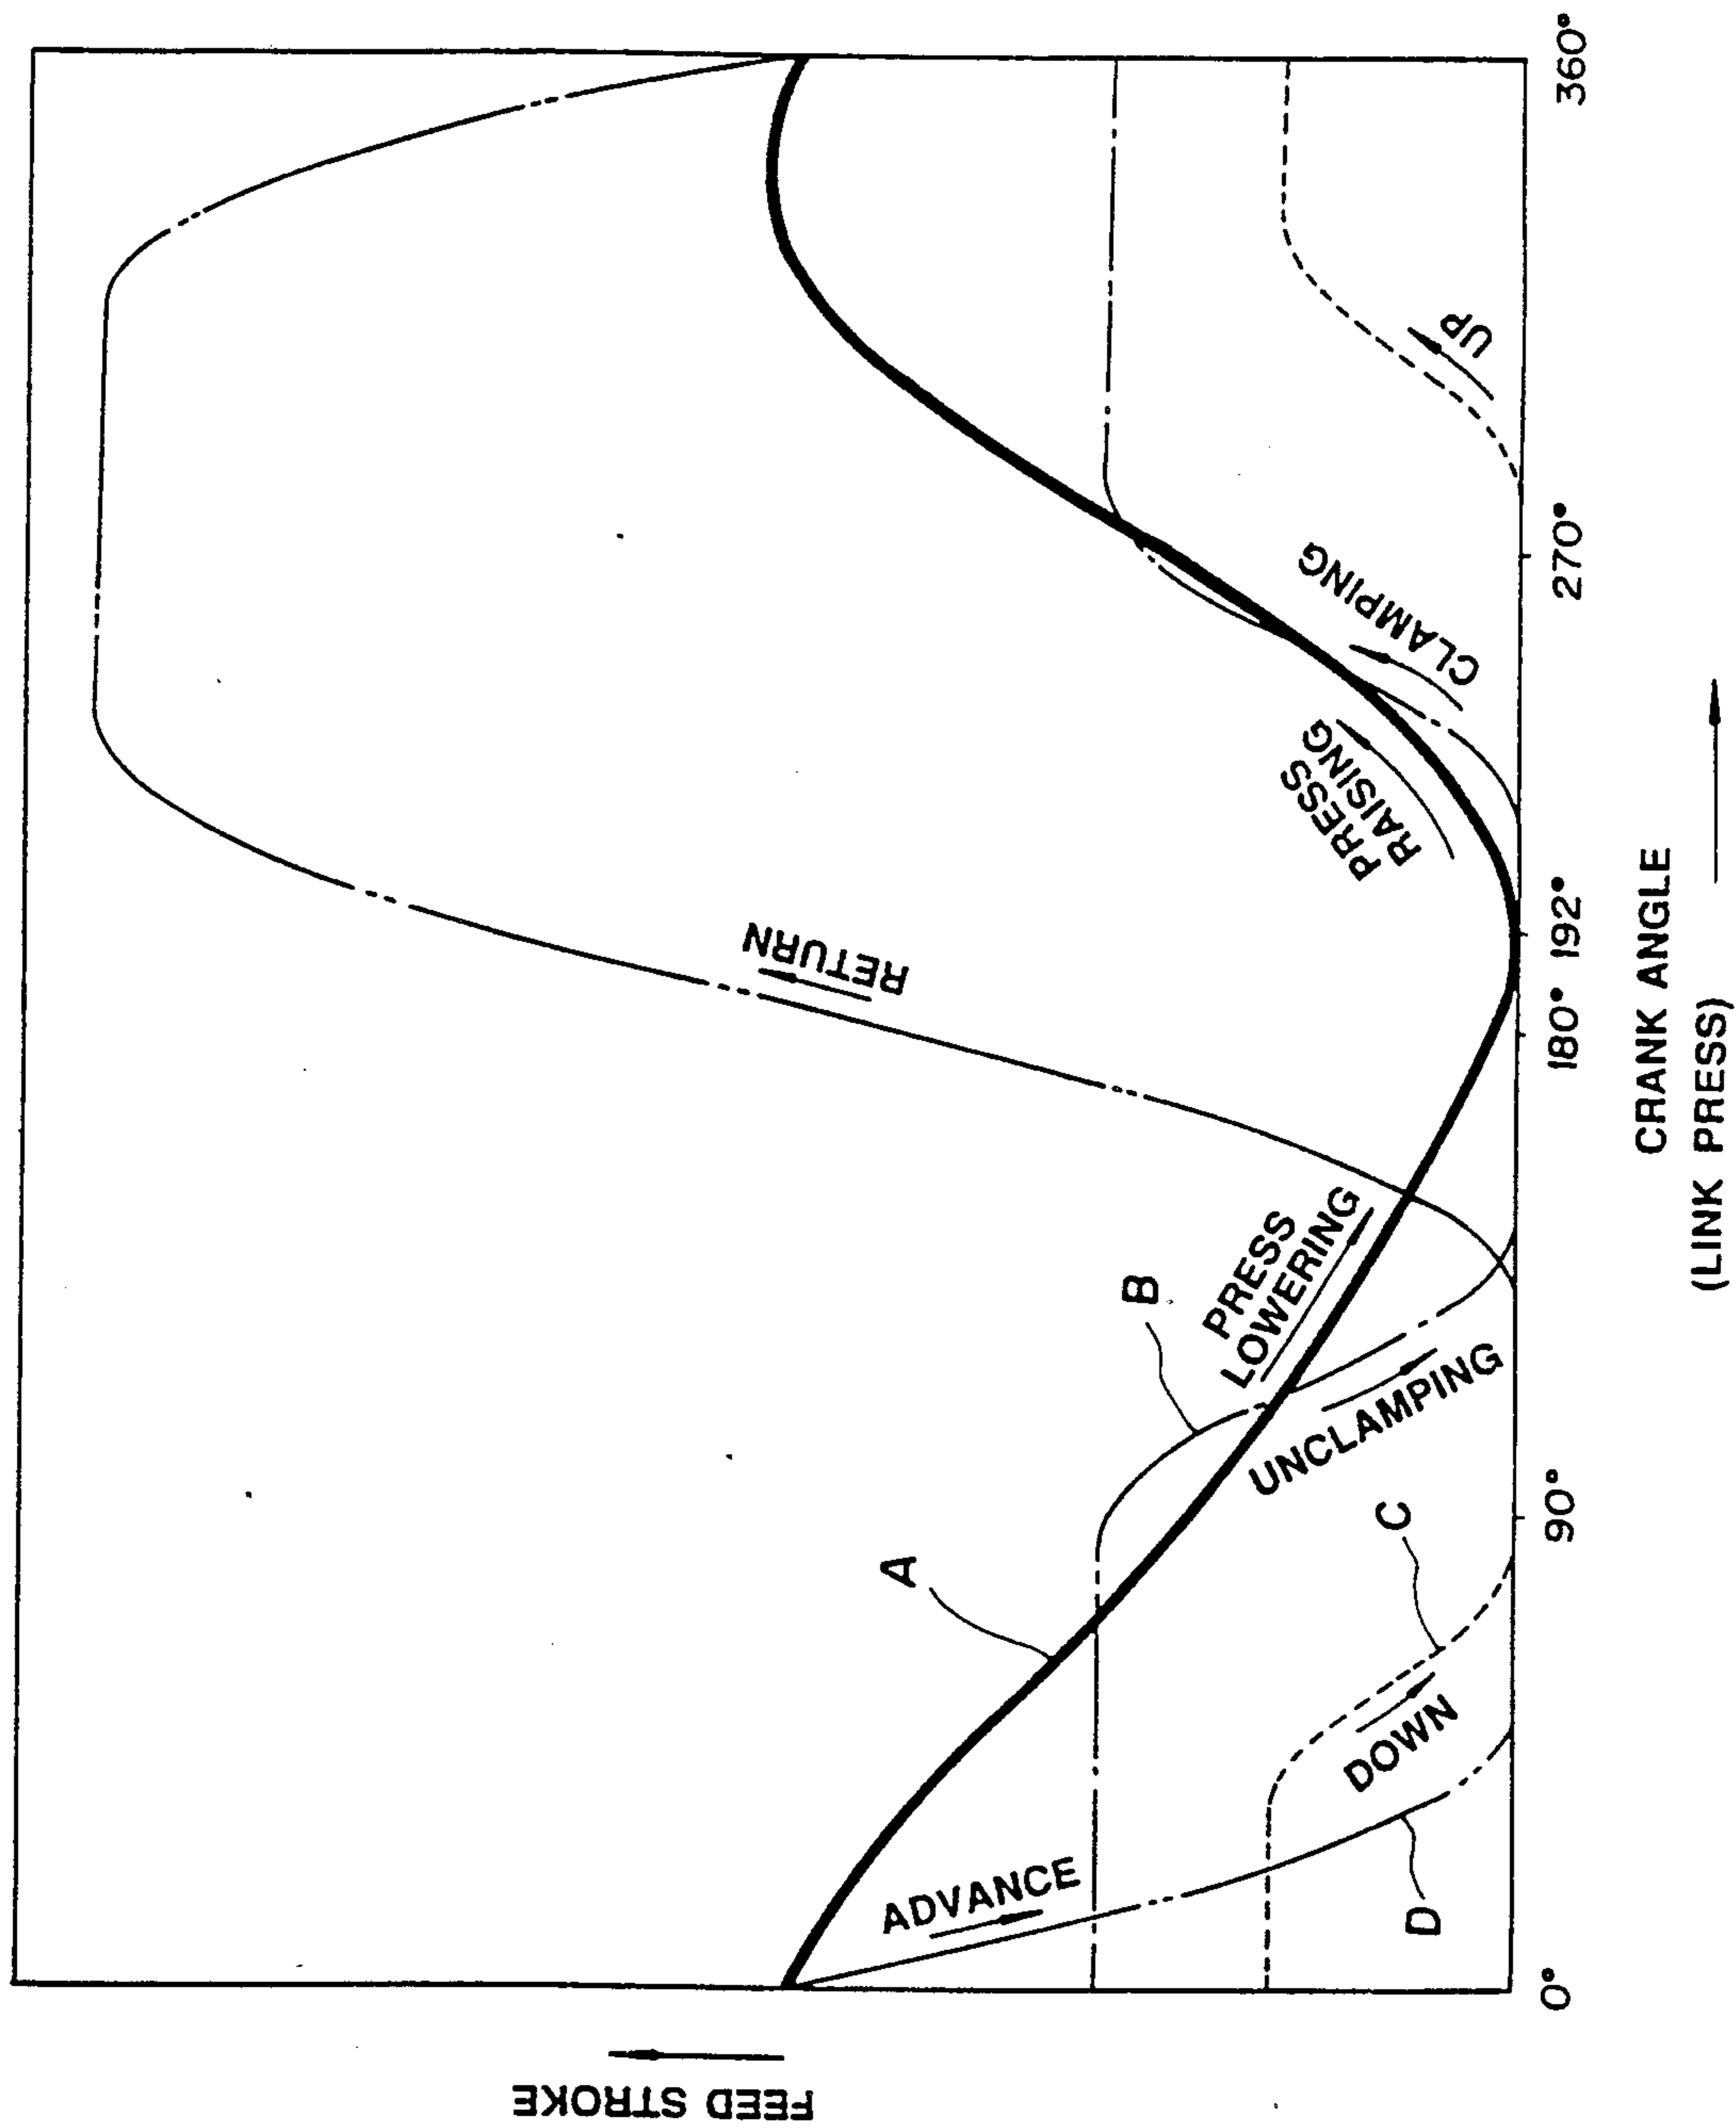 FEED STROKE
RETURN
A
B
ADVANCE
PRESS
LOWERING
PRESS
RAISING
CLAMPING
UNCLAMPING
UP
C
DOWN
D
0°
90°
180°
192°
270°
360°
CRANK ANGLE
(LINK PRESS)